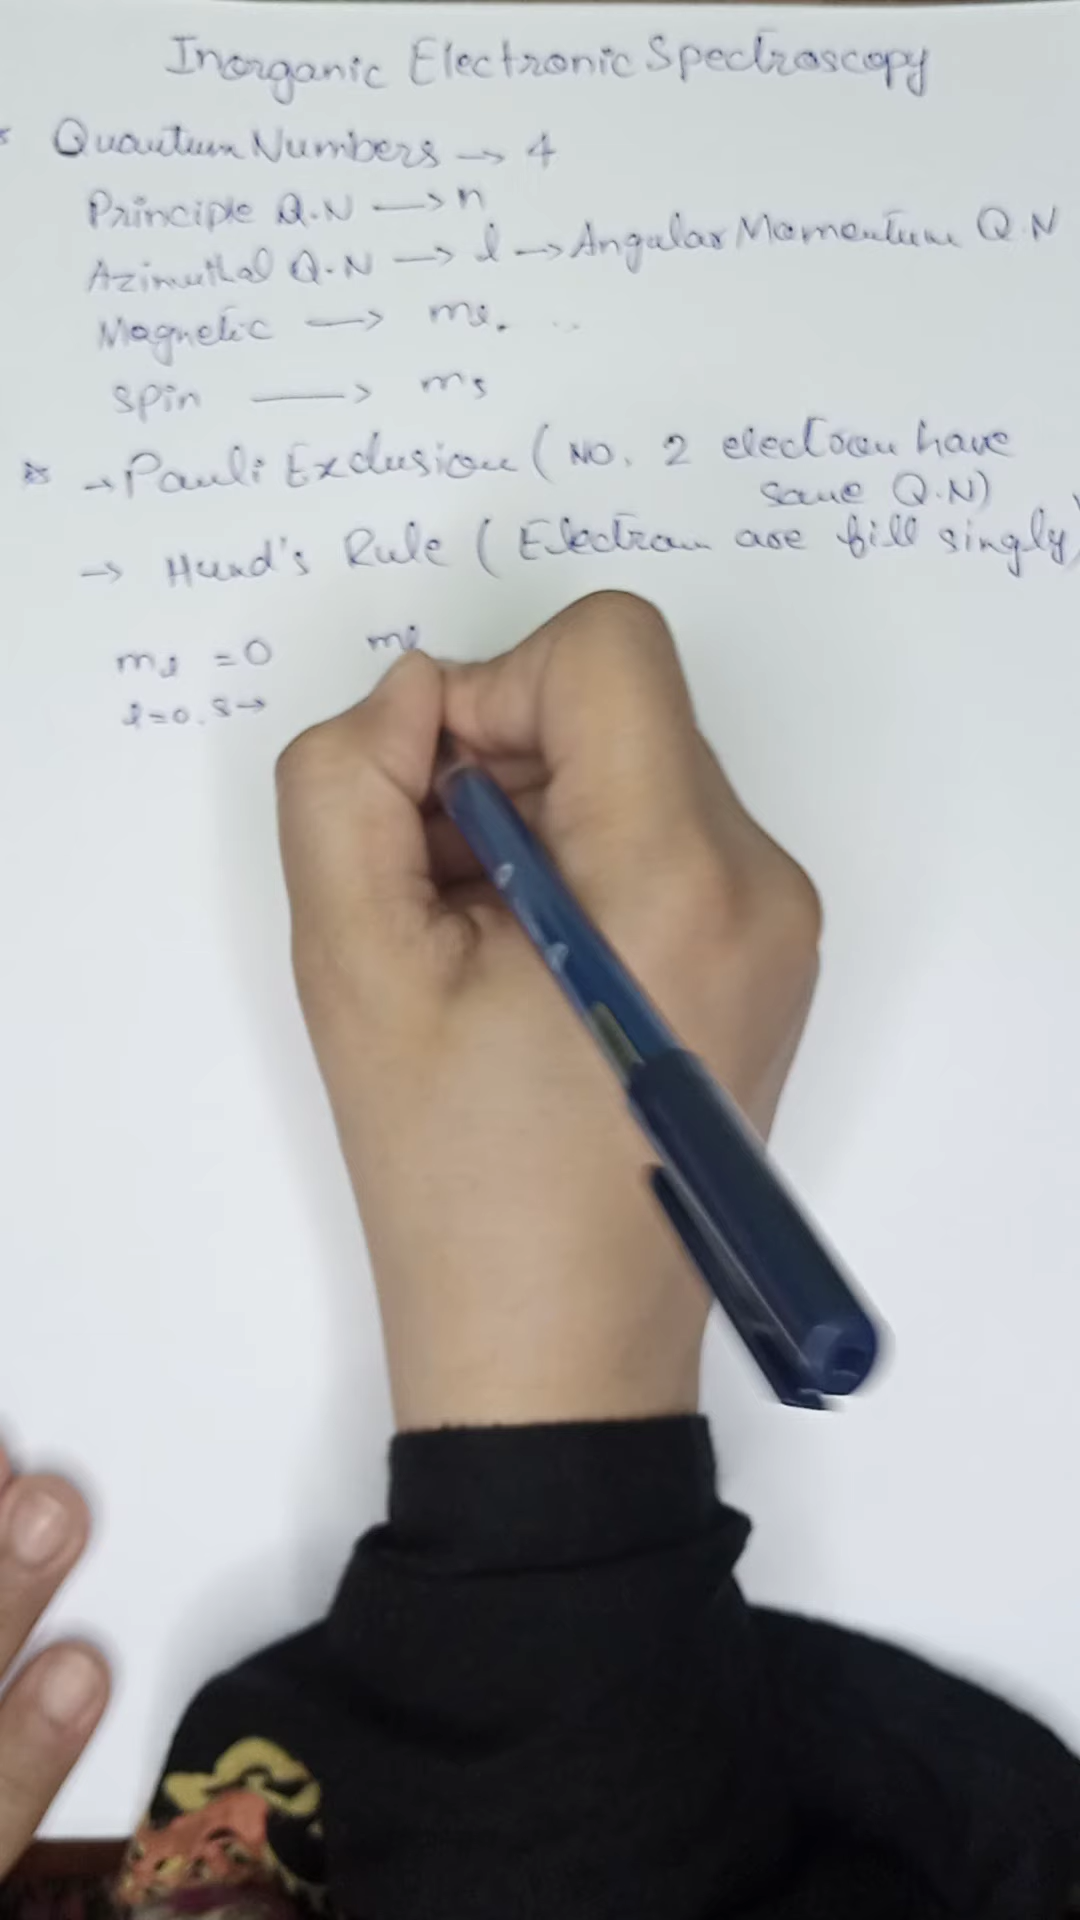 Inorganic Electronic Spectroscopy
Quantum Numbers → 4
Principle Q.N → n
Azimuthal Q.N → l → Angular Momentum Q.N
Magnetic → ml.
spin → ms
→ Pauli Exclusion (No. 2 electron have
same Q.N)
→ Hund's Rule (Electron are fill singly)
ml = 0 ml
l=0. s→